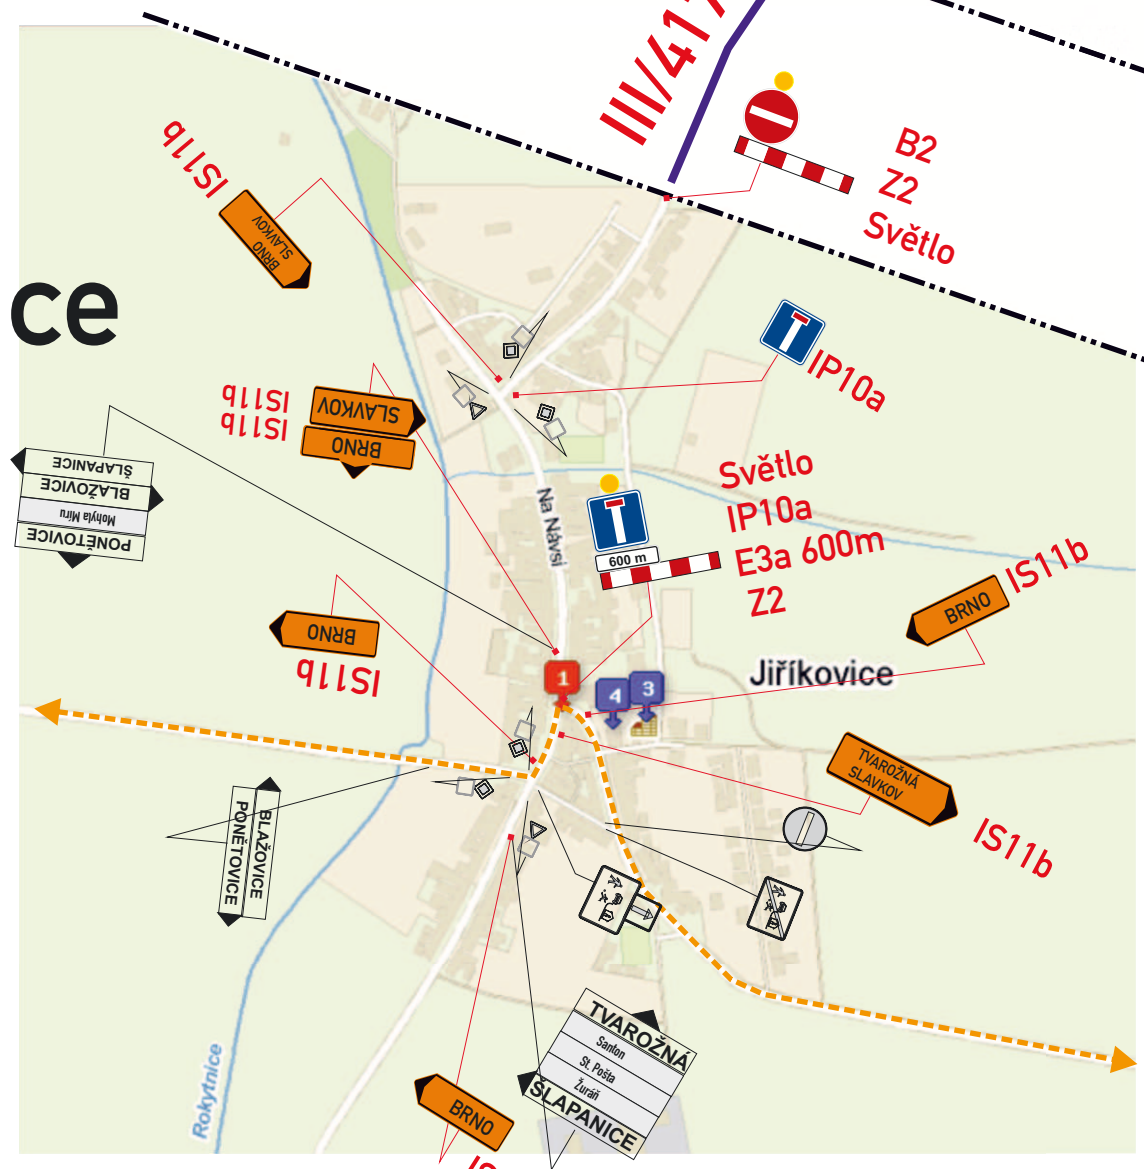 III/417
B2
Z2
Světlo
IS11b
BRNO
SLAVKOV
ce
IP10a
IS11b
IS11b
SLAVKOV
BRNO
ŠLAPANICE
BLAŽOVICE
Mohyla Míru
PONĚTOVICE
Na Návsi
600 m
Světlo
IP10a
E3a 600m
Z2
IS11b
BRNO
BRNO
IS11b
Jiříkovice
1
4
3
TVAROŽNÁ
SLAVKOV
IS11b
BLAŽOVICE
PONĚTOVICE
TVAROŽNÁ
Santon
St. Pošta
Žuráň
ŠLAPANICE
BRNO
Rokytnice